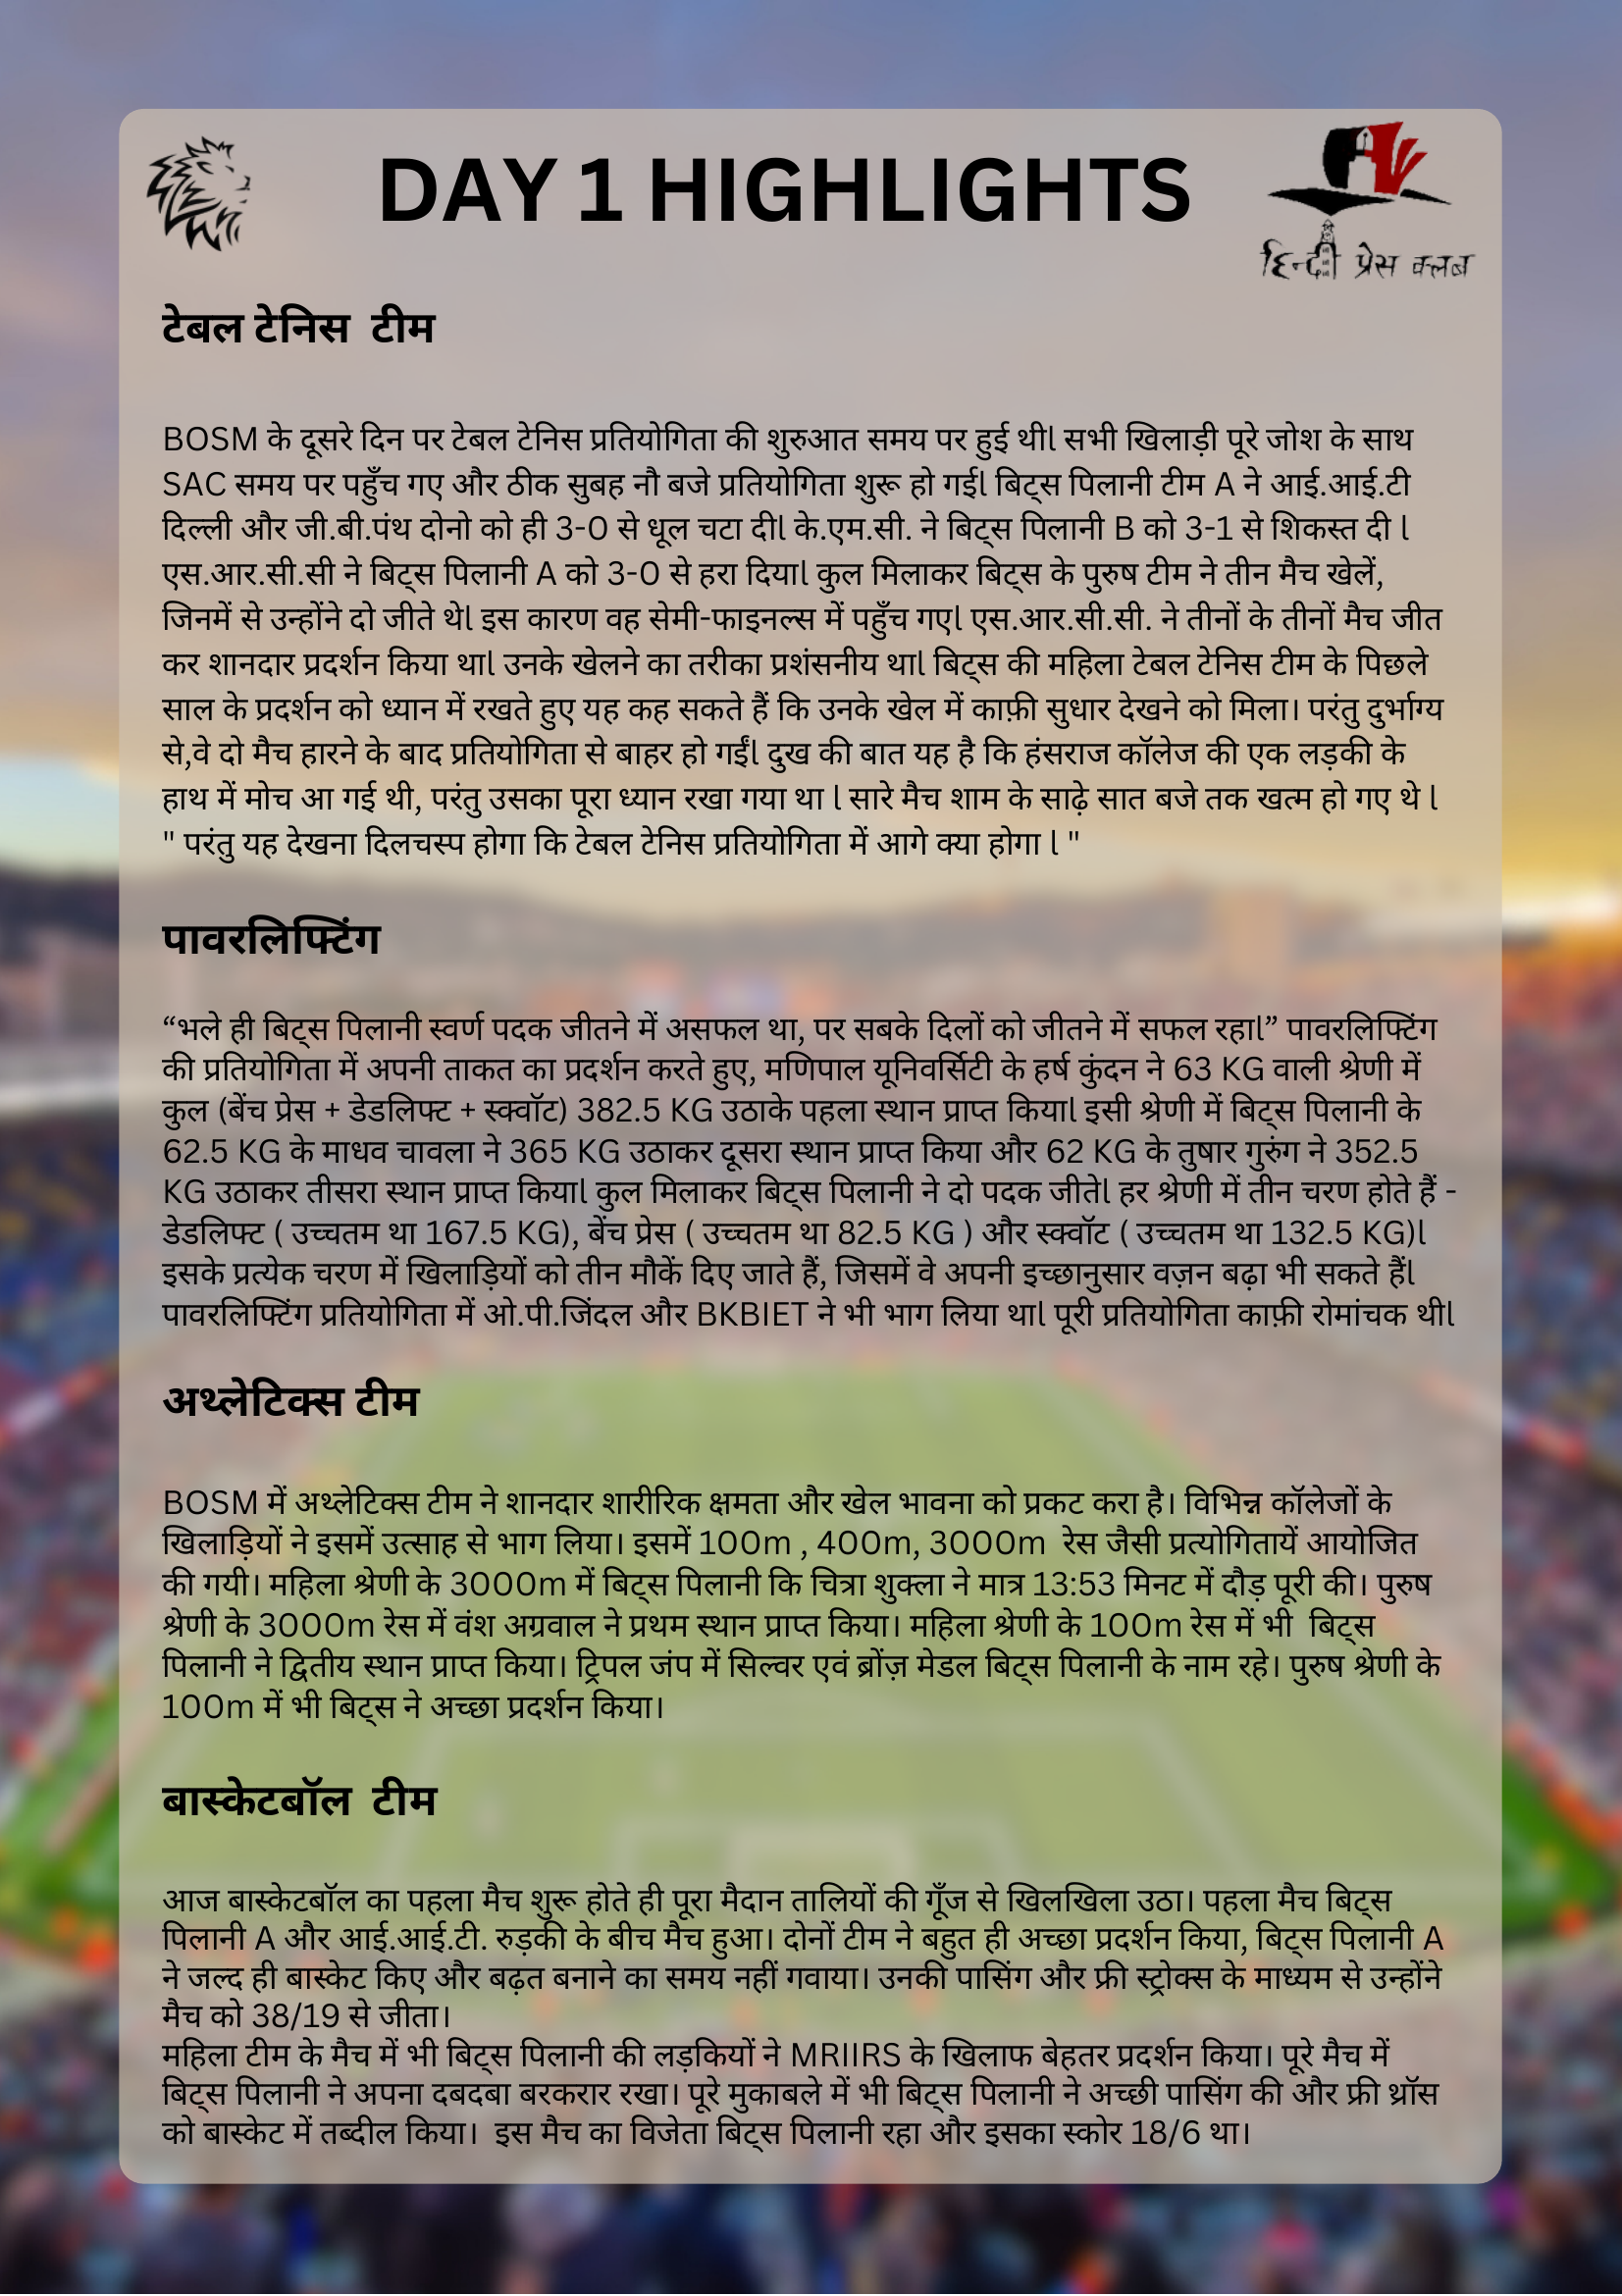 DAY 1 HIGHLIGHTS
हिन्दी प्रेस क्लब
टेबल टेनिस टीम
BOSM के दूसरे दिन पर टेबल टेनिस प्रतियोगिता की शुरुआत समय पर हुई थीl सभी खिलाड़ी पूरे जोश के साथ
SAC समय पर पहुँच गए और ठीक सुबह नौ बजे प्रतियोगिता शुरू हो गईl बिट्स पिलानी टीम A ने आई.आई.टी
दिल्ली और जी.बी.पंथ दोनो को ही 3-0 से धूल चटा दीl के.एम.सी. ने बिट्स पिलानी B को 3-1 से शिकस्त दी l
एस.आर.सी.सी ने बिट्स पिलानी A को 3-0 से हरा दियाl कुल मिलाकर बिट्स के पुरुष टीम ने तीन मैच खेलें,
जिनमें से उन्होंने दो जीते थेl इस कारण वह सेमी-फाइनल्स में पहुँच गएl एस.आर.सी.सी. ने तीनों के तीनों मैच जीत
कर शानदार प्रदर्शन किया थाl उनके खेलने का तरीका प्रशंसनीय थाl बिट्स की महिला टेबल टेनिस टीम के पिछले
साल के प्रदर्शन को ध्यान में रखते हुए यह कह सकते हैं कि उनके खेल में काफ़ी सुधार देखने को मिला। परंतु दुर्भाग्य
से,वे दो मैच हारने के बाद प्रतियोगिता से बाहर हो गईंl दुख की बात यह है कि हंसराज कॉलेज की एक लड़की के
हाथ में मोच आ गई थी, परंतु उसका पूरा ध्यान रखा गया था l सारे मैच शाम के साढ़े सात बजे तक खत्म हो गए थे l
" परंतु यह देखना दिलचस्प होगा कि टेबल टेनिस प्रतियोगिता में आगे क्या होगा l "
पावरलिफ्टिंग
“भले ही बिट्स पिलानी स्वर्ण पदक जीतने में असफल था, पर सबके दिलों को जीतने में सफल रहाl” पावरलिफ्टिंग
की प्रतियोगिता में अपनी ताकत का प्रदर्शन करते हुए, मणिपाल यूनिवर्सिटी के हर्ष कुंदन ने 63 KG वाली श्रेणी में
कुल (बेंच प्रेस + डेडलिफ्ट + स्क्वॉट) 382.5 KG उठाके पहला स्थान प्राप्त कियाl इसी श्रेणी में बिट्स पिलानी के
62.5 KG के माधव चावला ने 365 KG उठाकर दूसरा स्थान प्राप्त किया और 62 KG के तुषार गुरुंग ने 352.5
KG उठाकर तीसरा स्थान प्राप्त कियाl कुल मिलाकर बिट्स पिलानी ने दो पदक जीतेl हर श्रेणी में तीन चरण होते हैं -
डेडलिफ्ट ( उच्चतम था 167.5 KG), बेंच प्रेस ( उच्चतम था 82.5 KG ) और स्क्वॉट ( उच्चतम था 132.5 KG)l
इसके प्रत्येक चरण में खिलाड़ियों को तीन मौकें दिए जाते हैं, जिसमें वे अपनी इच्छानुसार वज़न बढ़ा भी सकते हैंl
पावरलिफ्टिंग प्रतियोगिता में ओ.पी.जिंदल और BKBIET ने भी भाग लिया थाl पूरी प्रतियोगिता काफ़ी रोमांचक थीl
अथ्लेटिक्स टीम
BOSM में अथ्लेटिक्स टीम ने शानदार शारीरिक क्षमता और खेल भावना को प्रकट करा है। विभिन्न कॉलेजों के
खिलाड़ियों ने इसमें उत्साह से भाग लिया। इसमें 100m , 400m, 3000m रेस जैसी प्रत्योगितायें आयोजित
की गयी। महिला श्रेणी के 3000m में बिट्स पिलानी कि चित्रा शुक्ला ने मात्र 13:53 मिनट में दौड़ पूरी की। पुरुष
श्रेणी के 3000m रेस में वंश अग्रवाल ने प्रथम स्थान प्राप्त किया। महिला श्रेणी के 100m रेस में भी बिट्स
पिलानी ने द्वितीय स्थान प्राप्त किया। ट्रिपल जंप में सिल्वर एवं ब्रोंज़ मेडल बिट्स पिलानी के नाम रहे। पुरुष श्रेणी के
100m में भी बिट्स ने अच्छा प्रदर्शन किया।
बास्केटबॉल टीम
आज बास्केटबॉल का पहला मैच शुरू होते ही पूरा मैदान तालियों की गूँज से खिलखिला उठा। पहला मैच बिट्स
पिलानी A और आई.आई.टी. रुड़की के बीच मैच हुआ। दोनों टीम ने बहुत ही अच्छा प्रदर्शन किया, बिट्स पिलानी A
ने जल्द ही बास्केट किए और बढ़त बनाने का समय नहीं गवाया। उनकी पासिंग और फ्री स्ट्रोक्स के माध्यम से उन्होंने
मैच को 38/19 से जीता।
महिला टीम के मैच में भी बिट्स पिलानी की लड़कियों ने MRIIRS के खिलाफ बेहतर प्रदर्शन किया। पूरे मैच में
बिट्स पिलानी ने अपना दबदबा बरकरार रखा। पूरे मुकाबले में भी बिट्स पिलानी ने अच्छी पासिंग की और फ्री थ्रॉस
को बास्केट में तब्दील किया। इस मैच का विजेता बिट्स पिलानी रहा और इसका स्कोर 18/6 था।